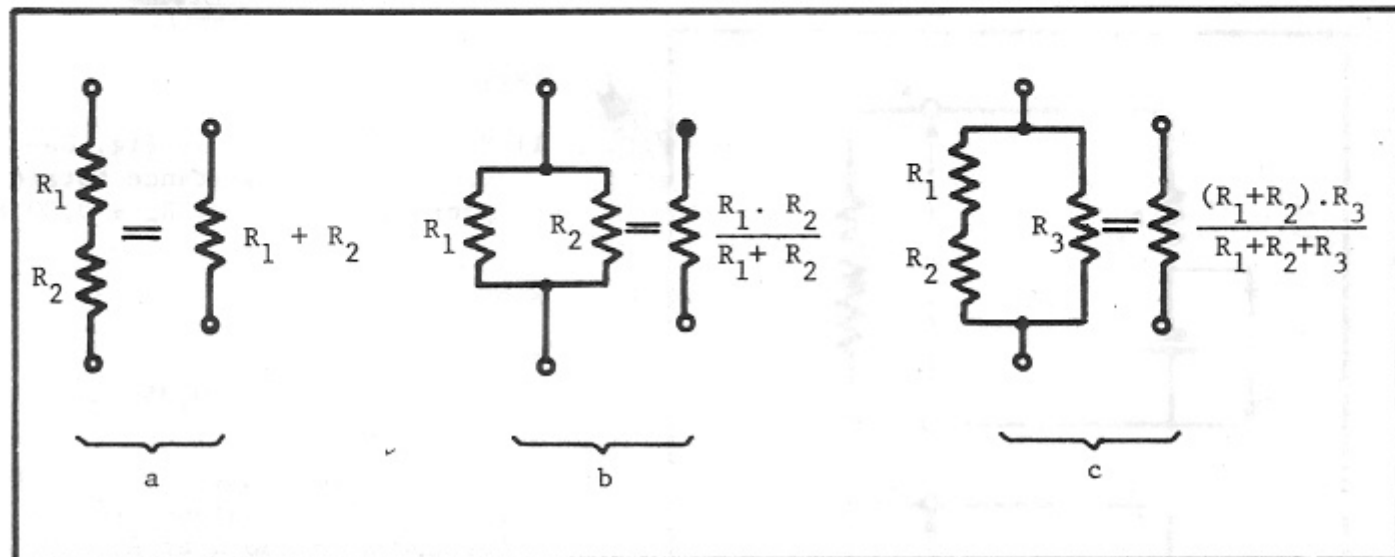 R₁
R₂
=
R₁ + R₂
a
R₁
R₂
=
R₁ . R₂
R₁+ R₂
b
R₁
R₂
R₃
=
(R₁+R₂).R₃
R₁+R₂+R₃
c